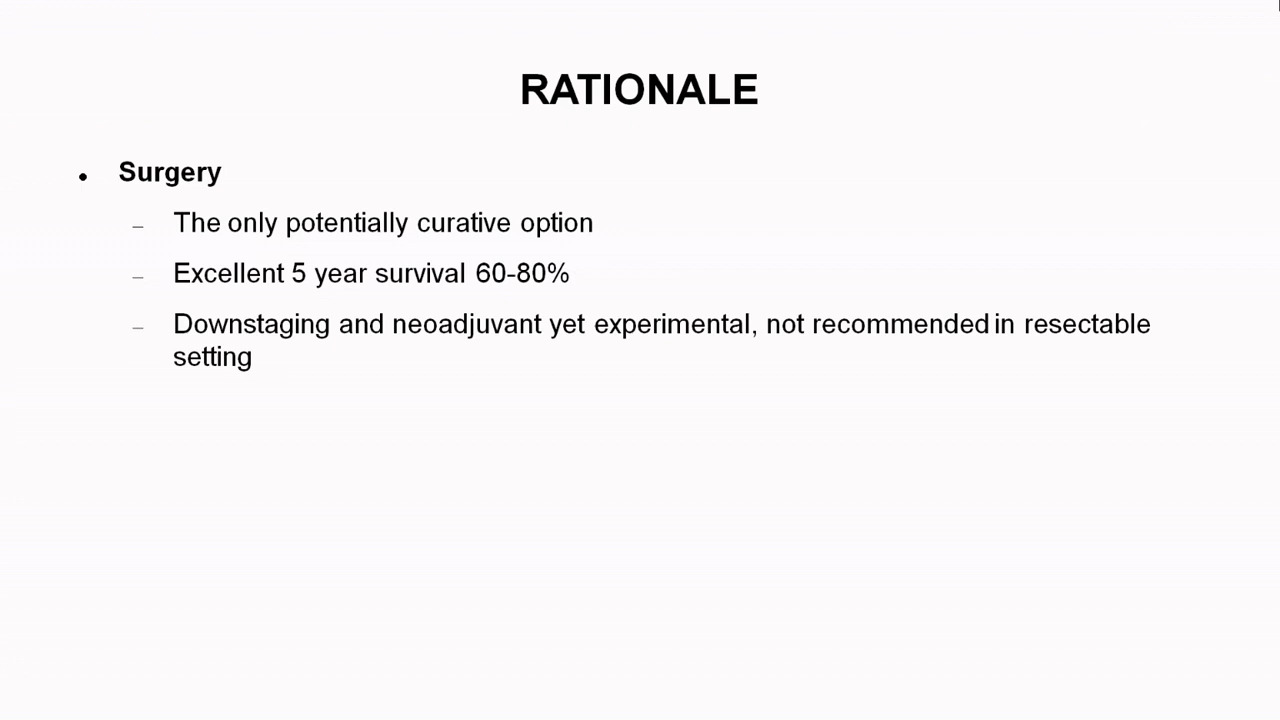 RATIONALE
• Surgery
– The only potentially curative option
– Excellent 5 year survival 60-80%
– Downstaging and neoadjuvant yet experimental, not recommended in resectable
setting